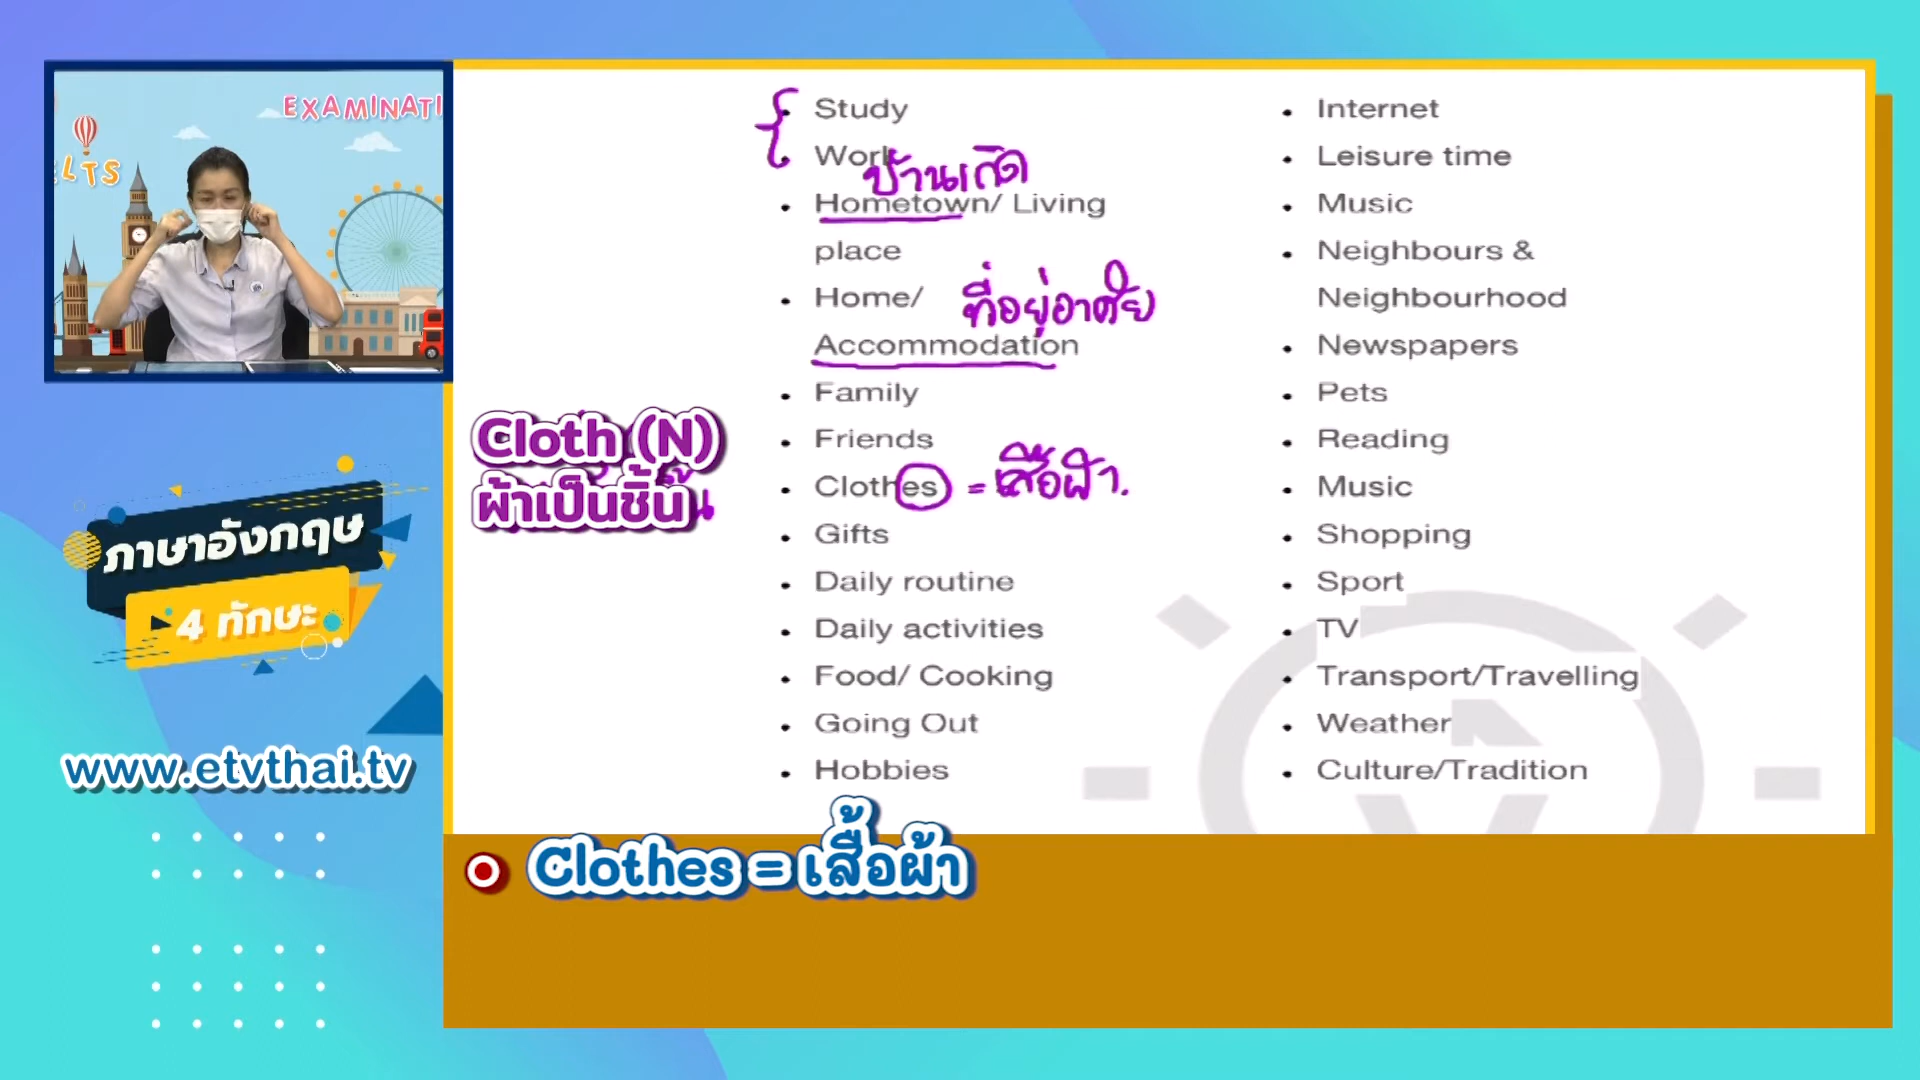 EXAMINATI
ELTS
ภาษาอังกฤษ
4 ทักษะ
www.etvthai.tv
Study
Work
บ้านเกิด
Hometown/ Living
place
Home/
ที่อยู่อาศัย
Accommodation
Family
Friends
Clothes = เสื้อผ้า.
Cloth (N)
ผ้าเป็นชิ้น
Gifts
Daily routine
Daily activities
Food/ Cooking
Going Out
Hobbies
Internet
Leisure time
Music
Neighbours &
Neighbourhood
Newspapers
Pets
Reading
Music
Shopping
Sport
TV
Transport/Travelling
Weather
Culture/Tradition
Clothes = เสื้อผ้า